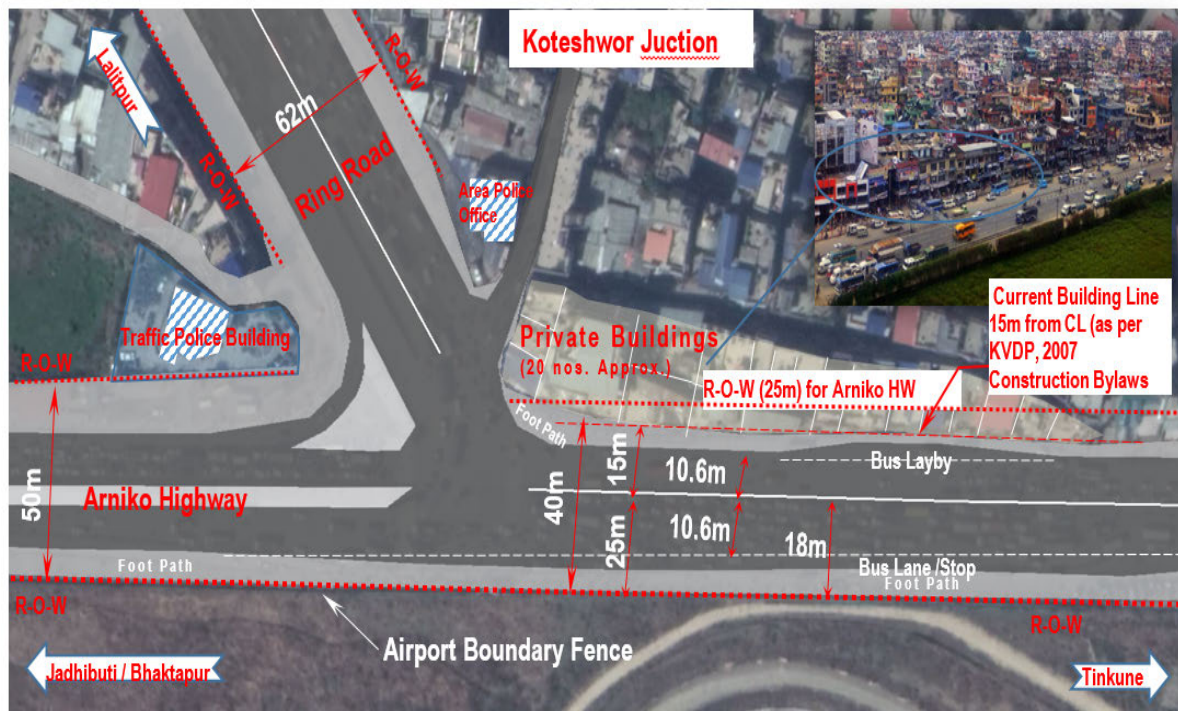 Koteshwor Juction
Lalitpur
R-O-W
62m
R-O-W
Ring Road
Area Police
Office
Traffic Police Building
Private Buildings
(20 nos. Approx.)
Current Building Line
15m from CL (as per
KVDP, 2007
Construction Bylaws
R-O-W (25m) for Arniko HW
R-O-W
Foot Path
50m
Arniko Highway
40m
15m
10.6m
Bus Layby
25m
10.6m
18m
Bus Lane /Stop
Foot Path
Foot Path
R-O-W
R-O-W
Airport Boundary Fence
Jadhibuti / Bhaktapur
Tinkune